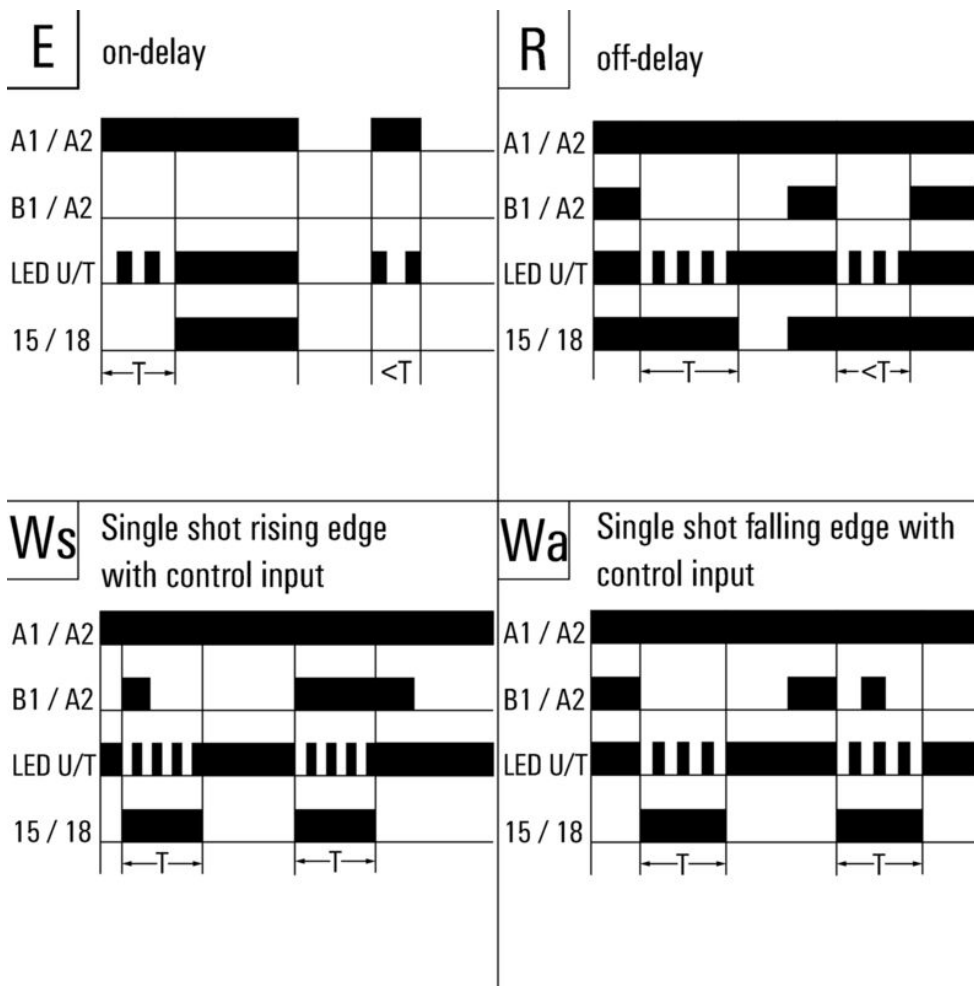 E on-delay
A1 / A2
B1 / A2
LED U/T
15 / 18
T <T
R off-delay
A1 / A2
B1 / A2
LED U/T
15 / 18
T <T
Ws Single shot rising edge
with control input
A1 / A2
B1 / A2
LED U/T
15 / 18
T T
Wa Single shot falling edge with
control input
A1 / A2
B1 / A2
LED U/T
15 / 18
T T